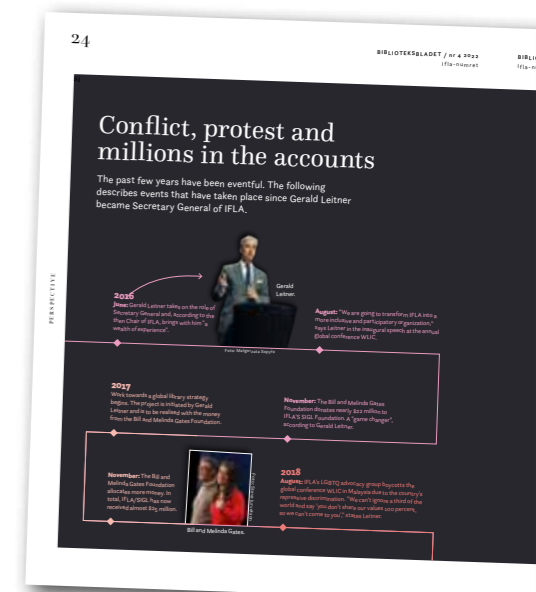 24
BIBLIOTEKSBLADET / nr 4 2022
Ifla-numret
BIBLI
Ifla-n
Conflict, protest and
millions in the accounts
The past few years have been eventful. The following
describes events that have taken place since Gerald Leitner
became Secretary General of IFLA.
PERSPECTIVE
Gerald
Leitner.
2016
June: Gerald Leitner takes on the role of
Secretary General and, according to the
then Chair of IFLA, brings with him "a
wealth of experience".
August: "We are going to transform IFLA into a
more inclusive and participatory organization,"
says Leitner in the inaugural speech at the annual
global conference WLIC.
2017
Work towards a global library strategy
begins. The project is initiated by Gerald
Leitner and is to be realised with the money
from the Bill and Melinda Gates Foundation.
November: The Bill and Melinda Gates
Foundation donates nearly $22 million to
IFLA'S SIGL Foundation. A "game changer",
according to Gerald Leitner.
November: The Bill and
Melinda Gates Foundation
allocates more money. In
total, IFLA/SIGL has now
received almost $25 million.
Bill and Melinda Gates.
2018
August: IFLA's LGBTQ advocacy group boycotts the
global conference WLIC in Malaysia due to the country's
repressive discrimination. "We can't ignore a third of the
world and say 'you don't share our values 100 percent,
so we can't come to you'," states Leitner.